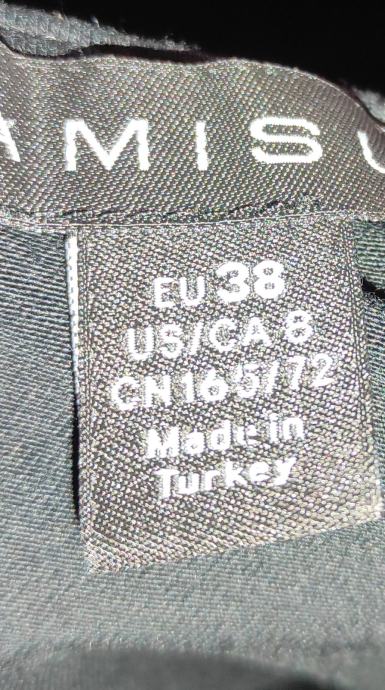 AMISU
EU 38
US/CA 8
CN 165/72
Made in
Turkey